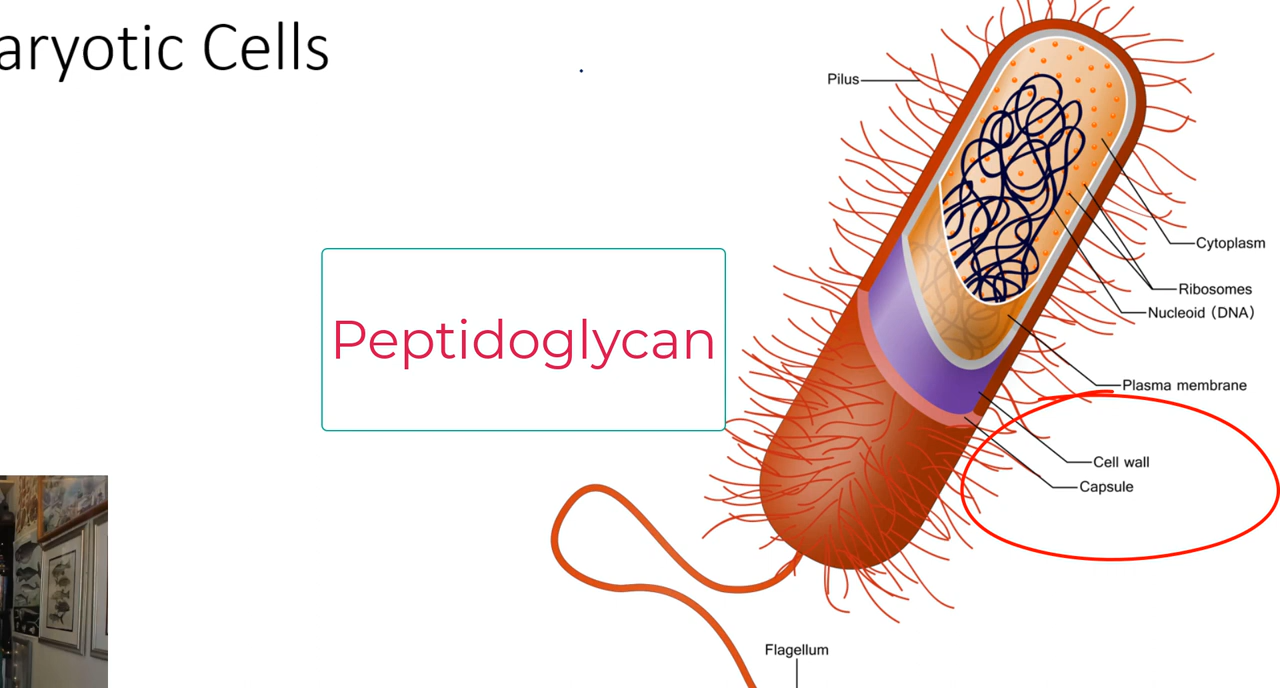 aryotic Cells
Pilus
Peptidoglycan
Cytoplasm
Ribosomes
Nucleoid (DNA)
Plasma membrane
Cell wall
Capsule
Flagellum